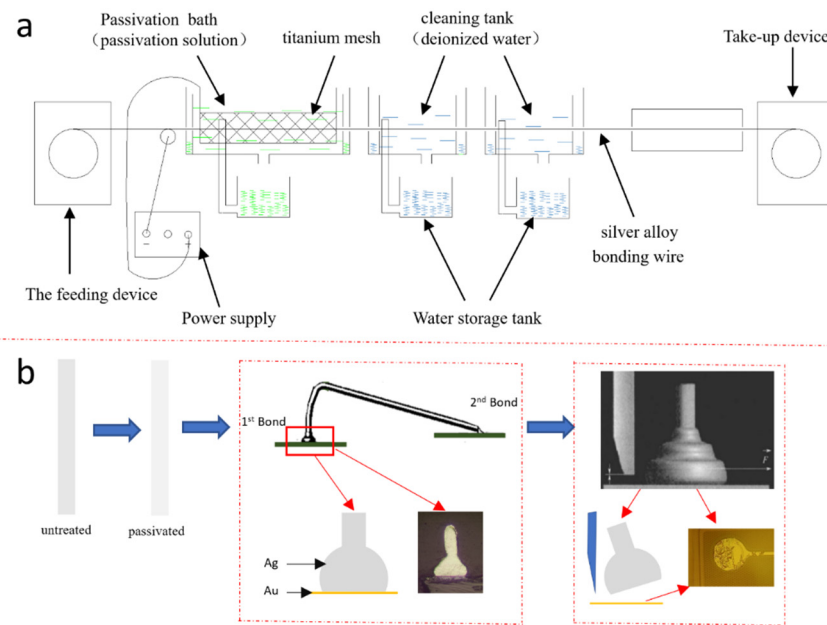 a
Passivation bath
(passivation solution)
titanium mesh
cleaning tank
(deionized water)
Take-up device
− +
silver alloy
bonding wire
The feeding device
Power supply
Water storage tank
b
1st Bond
2nd Bond
F
untreated
passivated
Ag
Au